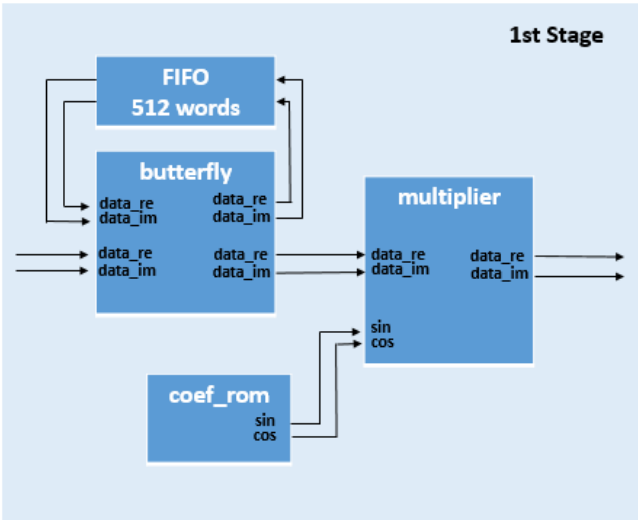 1st Stage
FIFO
512 words
butterfly
data_re
data_im
data_re
data_im
data_re
data_im
data_re
data_im
multiplier
data_re
data_im
data_re
data_im
sin
cos
coef_rom
sin
cos